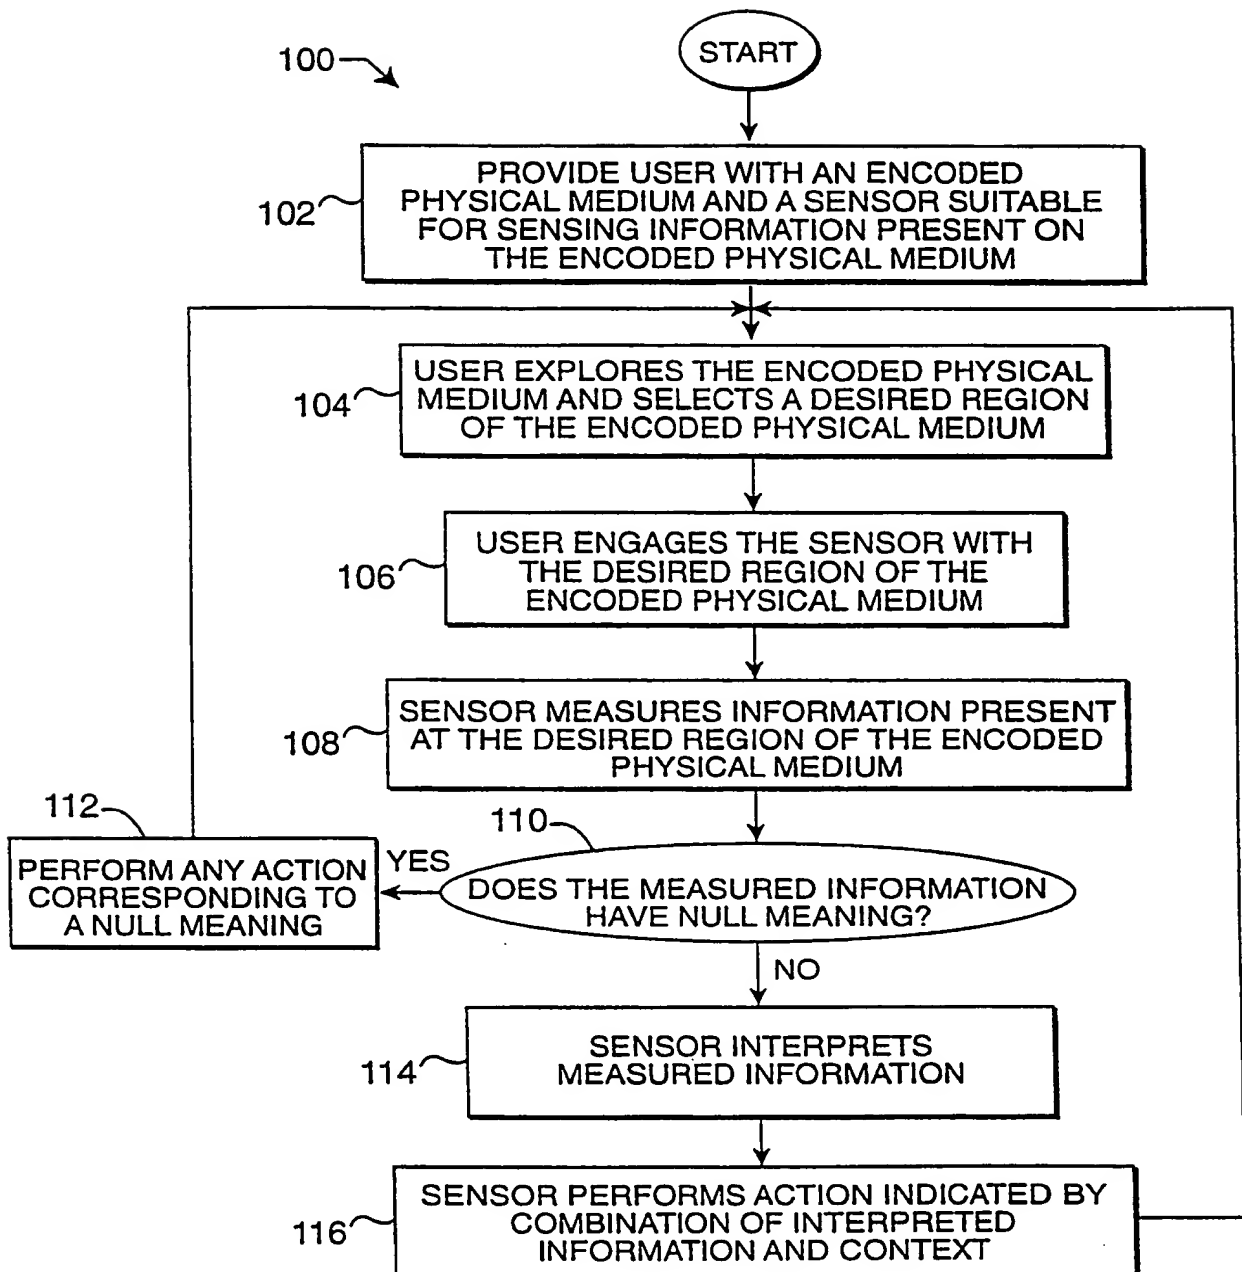 START
100
PROVIDE USER WITH AN ENCODED
PHYSICAL MEDIUM AND A SENSOR SUITABLE
FOR SENSING INFORMATION PRESENT ON
THE ENCODED PHYSICAL MEDIUM
102
USER EXPLORES THE ENCODED PHYSICAL
MEDIUM AND SELECTS A DESIRED REGION
OF THE ENCODED PHYSICAL MEDIUM
104
USER ENGAGES THE SENSOR WITH
THE DESIRED REGION OF THE
ENCODED PHYSICAL MEDIUM
106
SENSOR MEASURES INFORMATION PRESENT
AT THE DESIRED REGION OF THE ENCODED
PHYSICAL MEDIUM
108
110
DOES THE MEASURED INFORMATION
HAVE NULL MEANING?
YES
112
PERFORM ANY ACTION
CORRESPONDING TO
A NULL MEANING
NO
SENSOR INTERPRETS
MEASURED INFORMATION
114
SENSOR PERFORMS ACTION INDICATED BY
COMBINATION OF INTERPRETED
INFORMATION AND CONTEXT
116